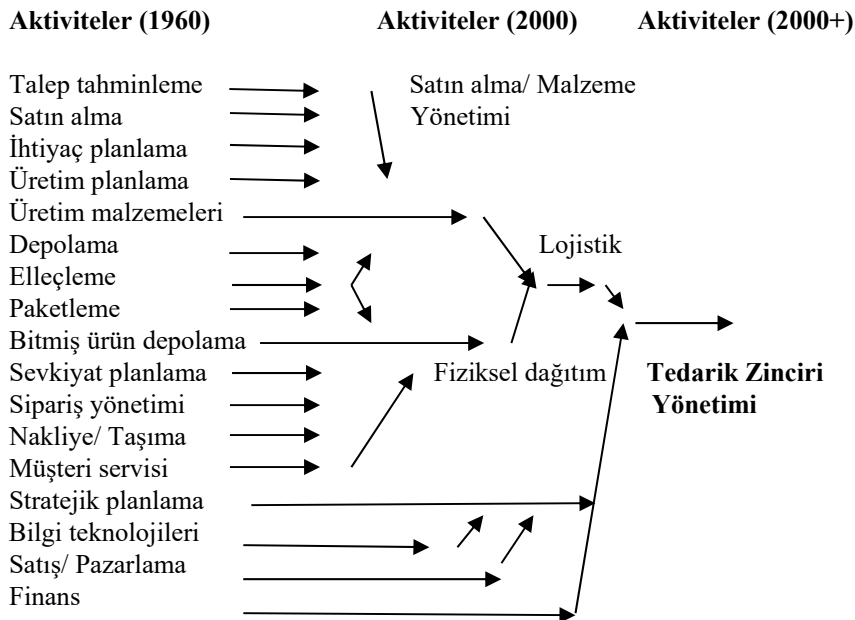 Aktiviteler (1960) Aktiviteler (2000) Aktiviteler (2000+)
Talep tahminleme Satın alma/ Malzeme
Satın alma Yönetimi
İhtiyaç planlama
Üretim planlama
Üretim malzemeleri
Depolama Lojistik
Elleçleme
Paketleme
Bitmiş ürün depolama
Sevkiyat planlama Fiziksel dağıtım Tedarik Zinciri
Sipariş yönetimi Yönetimi
Nakliye/ Taşıma
Müşteri servisi
Stratejik planlama
Bilgi teknolojileri
Satış/ Pazarlama
Finans